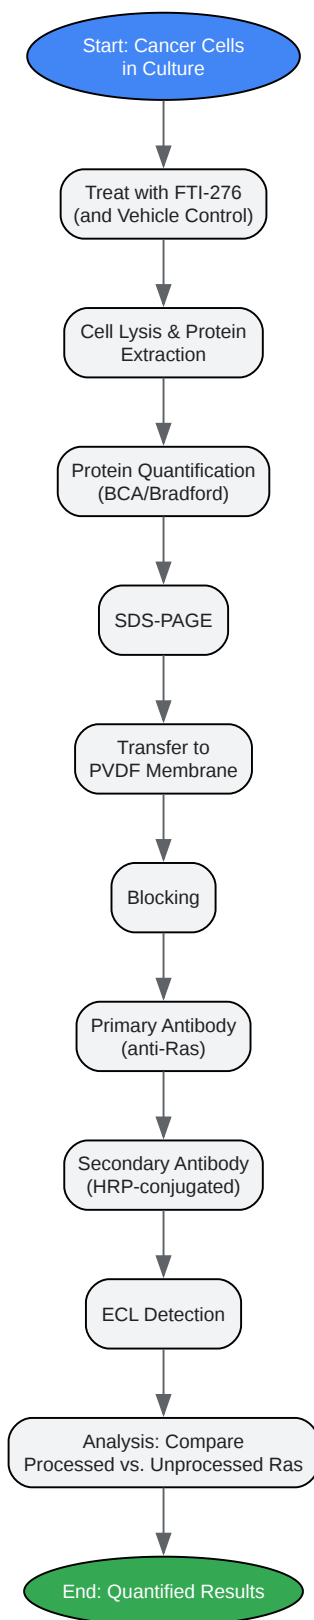 Start: Cancer Cells
in Culture
Treat with FTI-276
(and Vehicle Control)
Cell Lysis & Protein
Extraction
Protein Quantification
(BCA/Bradford)
SDS-PAGE
Transfer to
PVDF Membrane
Blocking
Primary Antibody
(anti-Ras)
Secondary Antibody
(HRP-conjugated)
ECL Detection
Analysis: Compare
Processed vs. Unprocessed Ras
End: Quantified Results